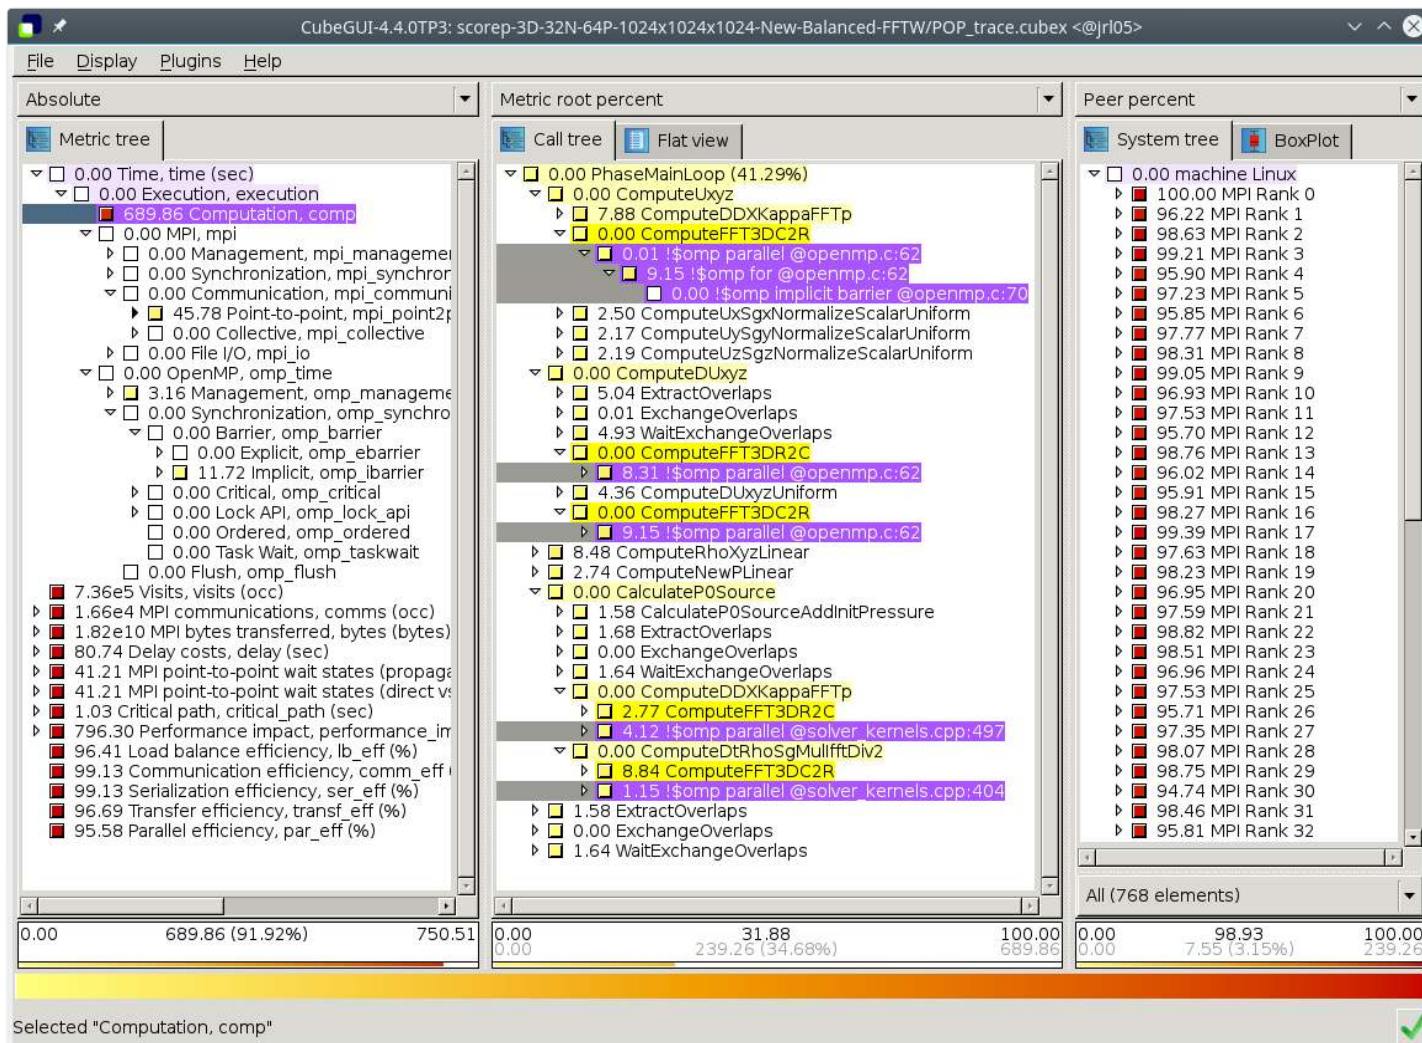 CubeGUI-4.4.0TP3: scorep-3D-32N-64P-1024x1024x1024-New-Balanced-FFTW/POP_trace.cubex <@jrl05>
File Display Plugins Help
Absolute
Metric tree
0.00 Time, time (sec)
0.00 Execution, execution
689.86 Computation, comp
0.00 MPI, mpi
0.00 Management, mpi_managemer
0.00 Synchronization, mpi_synchror
0.00 Communication, mpi_communi
45.78 Point-to-point, mpi_point2p
0.00 Collective, mpi_collective
0.00 File I/O, mpi_io
0.00 OpenMP, omp_time
3.16 Management, omp_manageme
0.00 Synchronization, omp_synchro
0.00 Barrier, omp_barrier
0.00 Explicit, omp_ebarrier
11.72 Implicit, omp_ibarrier
0.00 Critical, omp_critical
0.00 Lock API, omp_lock_api
0.00 Ordered, omp_ordered
0.00 Task Wait, omp_taskwait
0.00 Flush, omp_flush
7.36e5 Visits, visits (occ)
1.66e4 MPI communications, comms (occ)
1.82e10 MPI bytes transferred, bytes (bytes)
80.74 Delay costs, delay (sec)
41.21 MPI point-to-point wait states (propaga
41.21 MPI point-to-point wait states (direct vs
1.03 Critical path, critical_path (sec)
796.30 Performance impact, performance_im
96.41 Load balance efficiency, lb_eff (%)
99.13 Communication efficiency, comm_eff (
99.13 Serialization efficiency, ser_eff (%)
96.69 Transfer efficiency, transf_eff (%)
95.58 Parallel efficiency, par_eff (%)
0.00 689.86 (91.92%) 750.51
Metric root percent
Call tree Flat view
0.00 PhaseMainLoop (41.29%)
0.00 ComputeUxyz
7.88 ComputeDDXKappaFFTp
0.00 ComputeFFT3DC2R
0.01 !$omp parallel @openmp.c:62
9.15 !$omp for @openmp.c:62
0.00 !$omp implicit barrier @openmp.c:70
2.50 ComputeUxSgxNormalizeScalarUniform
2.17 ComputeUySgyNormalizeScalarUniform
2.19 ComputeUzSgzNormalizeScalarUniform
0.00 ComputeDUxyz
5.04 ExtractOverlaps
0.01 ExchangeOverlaps
4.93 WaitExchangeOverlaps
0.00 ComputeFFT3DR2C
8.31 !$omp parallel @openmp.c:62
4.36 ComputeDUxyzUniform
0.00 ComputeFFT3DC2R
9.15 !$omp parallel @openmp.c:62
8.48 ComputeRhoXyzLinear
2.74 ComputeNewPLinear
0.00 CalculateP0Source
1.58 CalculateP0SourceAddInitPressure
1.68 ExtractOverlaps
0.00 ExchangeOverlaps
1.64 WaitExchangeOverlaps
0.00 ComputeDDXKappaFFTp
2.77 ComputeFFT3DR2C
4.12 !$omp parallel @solver_kernels.cpp:497
0.00 ComputeDtRhoSgMulIfftDiv2
8.84 ComputeFFT3DC2R
1.15 !$omp parallel @solver_kernels.cpp:404
1.58 ExtractOverlaps
0.00 ExchangeOverlaps
1.64 WaitExchangeOverlaps
0.00 31.88 100.00
0.00 239.26 (34.68%) 689.86
Peer percent
System tree BoxPlot
0.00 machine Linux
100.00 MPI Rank 0
96.22 MPI Rank 1
98.63 MPI Rank 2
99.21 MPI Rank 3
95.90 MPI Rank 4
97.23 MPI Rank 5
95.85 MPI Rank 6
97.77 MPI Rank 7
98.31 MPI Rank 8
99.05 MPI Rank 9
96.93 MPI Rank 10
97.53 MPI Rank 11
95.70 MPI Rank 12
98.76 MPI Rank 13
96.02 MPI Rank 14
95.91 MPI Rank 15
98.27 MPI Rank 16
99.39 MPI Rank 17
97.63 MPI Rank 18
98.23 MPI Rank 19
96.95 MPI Rank 20
97.59 MPI Rank 21
98.82 MPI Rank 22
98.51 MPI Rank 23
96.96 MPI Rank 24
97.53 MPI Rank 25
95.71 MPI Rank 26
97.35 MPI Rank 27
98.07 MPI Rank 28
98.75 MPI Rank 29
94.74 MPI Rank 30
98.46 MPI Rank 31
95.81 MPI Rank 32
All (768 elements)
0.00 98.93 100.00
0.00 7.55 (3.15%) 239.26
Selected "Computation, comp"